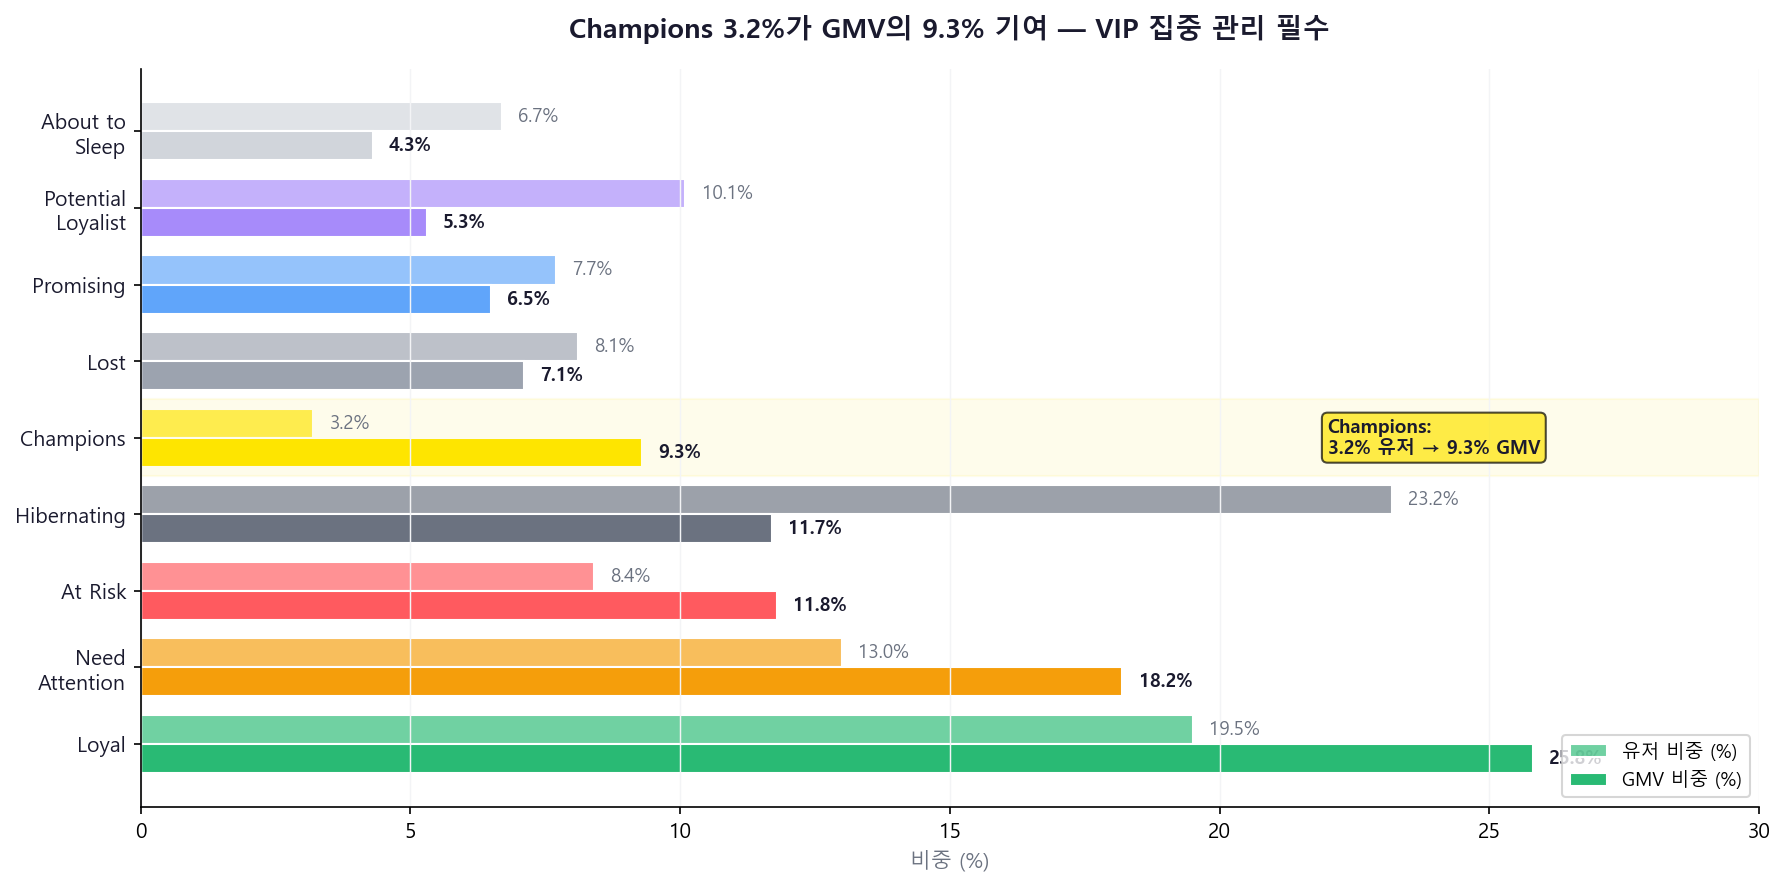 Champions 3.2%가 GMV의 9.3% 기여 — VIP 집중 관리 필수
About to
Sleep
6.7%
4.3%
Potential
Loyalist
10.1%
5.3%
Promising
7.7%
6.5%
Lost
8.1%
7.1%
Champions
3.2%
9.3%
Champions:
3.2% 유저 → 9.3% GMV
Hibernating
23.2%
11.7%
At Risk
8.4%
11.8%
Need
Attention
13.0%
18.2%
Loyal
19.5%
25.8%
유저 비중 (%)
GMV 비중 (%)
0
5
10
15
20
25
30
비중 (%)